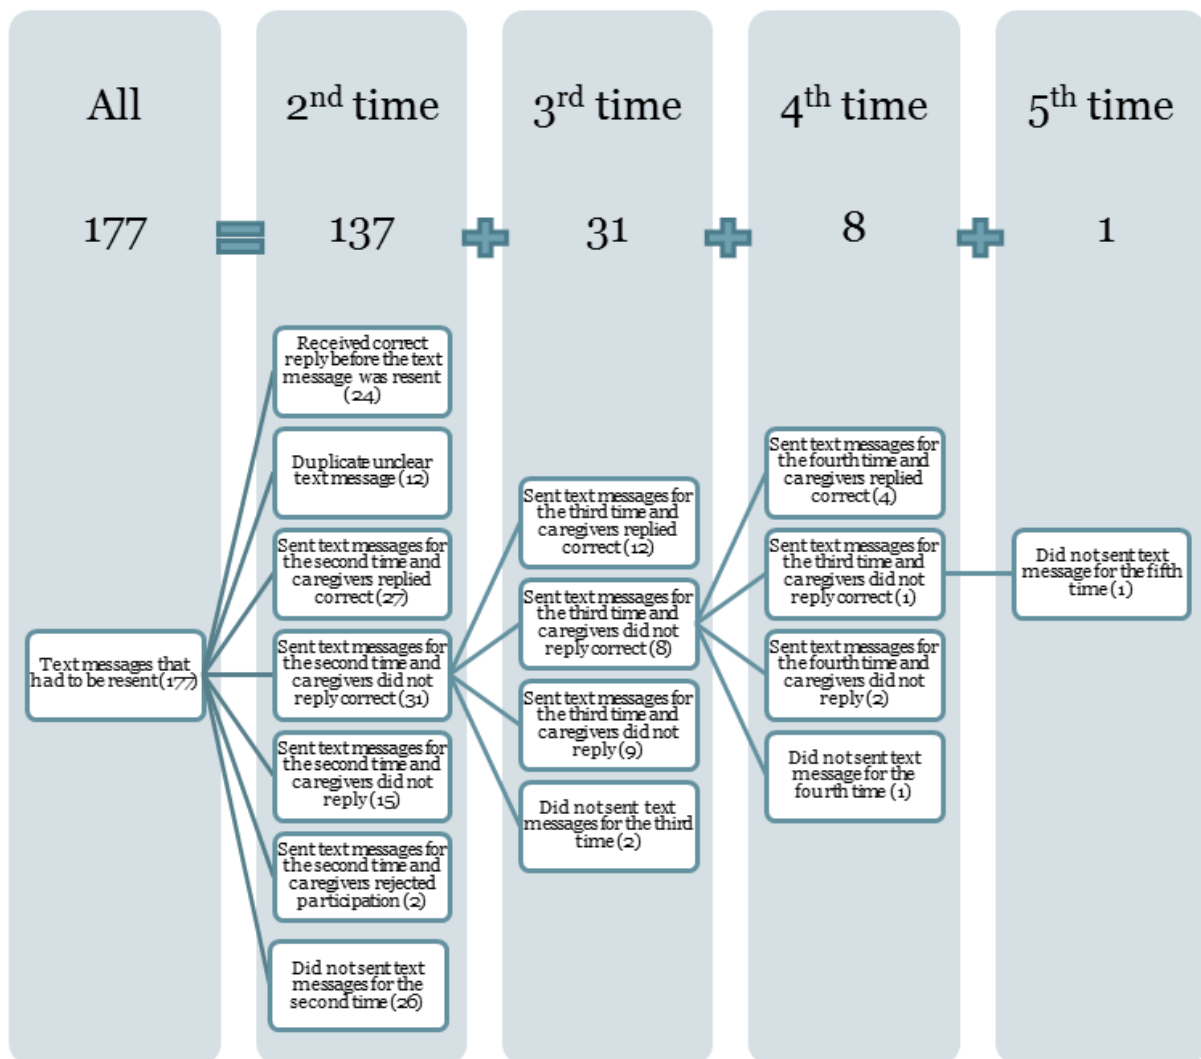 All
177
2nd time
137
3rd time
31
4th time
8
5th time
1
Text messages that
had to be resent (177)
Received correct
reply before the text
message was resent
(24)
Duplicate unclear
text message (12)
Sent text messages for
the second time and
caregivers replied
correct (27)
Sent text messages for
the second time and
caregivers did not
reply correct (31)
Sent text messages for
the second time and
caregivers did not
reply (15)
Sent text messages for
the second time and
caregivers rejected
participation (2)
Did not sent text
messages for the
second time (26)
Sent text messages for
the third time and
caregivers replied
correct (12)
Sent text messages for
the third time and
caregivers did not
reply correct (8)
Sent text messages for
the third time and
caregivers did not
reply (9)
Did not sent text
messages for the third
time (2)
Sent text messages for
the fourth time and
caregivers replied
correct (4)
Sent text messages for
the third time and
caregivers did not
reply correct (1)
Sent text messages for
the fourth time and
caregivers did not
reply (2)
Did not sent text
message for the
fourth time (1)
Did not sent text
message for the fifth
time (1)